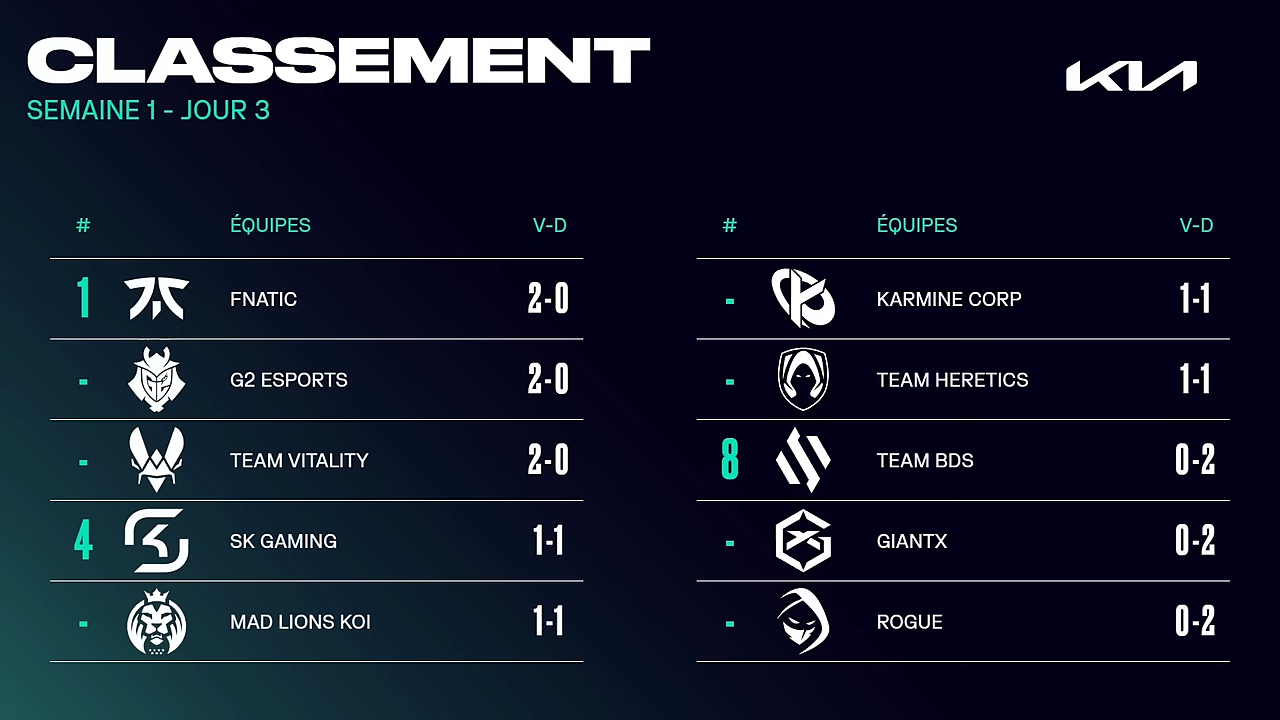 CLASSEMENT
KIA
SEMAINE 1 - JOUR 3
# ÉQUIPES V-D
1 FNATIC 2-0
- G2 ESPORTS 2-0
- TEAM VITALITY 2-0
4 SK GAMING 1-1
- MAD LIONS KOI 1-1
# ÉQUIPES V-D
- KARMINE CORP 1-1
- TEAM HERETICS 1-1
8 TEAM BDS 0-2
- GIANTX 0-2
- ROGUE 0-2